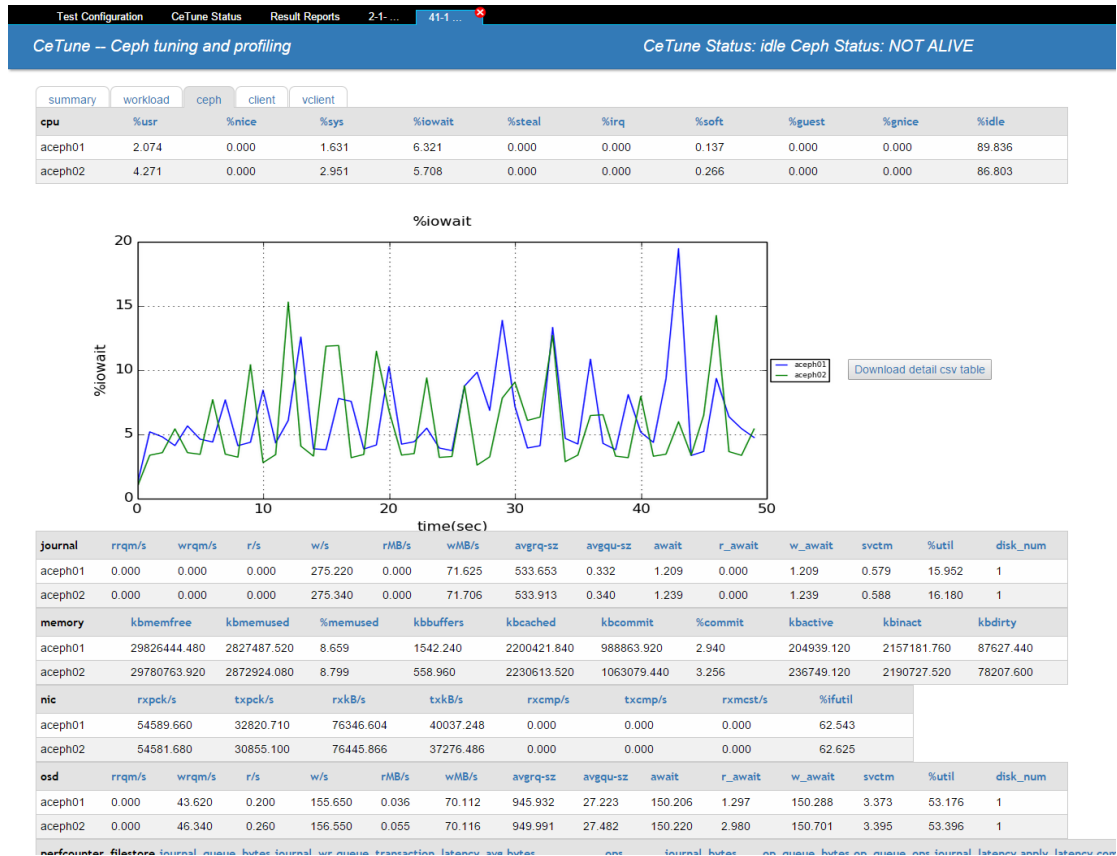 Test Configuration CeTune Status Result Reports 2-1- ... 41-1 ...
CeTune -- Ceph tuning and profiling CeTune Status: idle Ceph Status: NOT ALIVE
summary workload ceph client vclient
cpu %usr %nice %sys %iowait %steal %irq %soft %guest %gnice %idle
aceph01 2.074 0.000 1.631 6.321 0.000 0.000 0.137 0.000 0.000 89.836
aceph02 4.271 0.000 2.951 5.708 0.000 0.000 0.266 0.000 0.000 86.803
%iowait
20
15
10
5
0
%iowait
0 10 20 30 40 50
time(sec)
aceph01
aceph02
Download detail csv table
journal rrqm/s wrqm/s r/s w/s rMB/s wMB/s avgrq-sz avgqu-sz await r_await w_await svctm %util disk_num
aceph01 0.000 0.000 0.000 275.220 0.000 71.625 533.653 0.332 1.209 0.000 1.209 0.579 15.952 1
aceph02 0.000 0.000 0.000 275.340 0.000 71.706 533.913 0.340 1.239 0.000 1.239 0.588 16.180 1
memory kbmemfree kbmemused %memused kbbuffers kbcached kbcommit %commit kbactive kbinact kbdirty
aceph01 29826444.480 2827487.520 8.659 1542.240 2200421.840 988863.920 2.940 204939.120 2157181.760 87627.440
aceph02 29780763.920 2872924.080 8.799 558.960 2230613.520 1063079.440 3.256 236749.120 2190727.520 78207.600
nic rxpck/s txpck/s rxkB/s txkB/s rxcmp/s txcmp/s rxmcst/s %ifutil
aceph01 54589.660 32820.710 76346.604 40037.248 0.000 0.000 0.000 62.543
aceph02 54581.680 30855.100 76445.866 37276.486 0.000 0.000 0.000 62.625
osd rrqm/s wrqm/s r/s w/s rMB/s wMB/s avgrq-sz avgqu-sz await r_await w_await svctm %util disk_num
aceph01 0.000 43.620 0.200 155.650 0.036 70.112 945.932 27.223 150.206 1.297 150.288 3.373 53.176 1
aceph02 0.000 46.340 0.260 156.550 0.055 70.116 949.991 27.482 150.220 2.980 150.701 3.395 53.396 1
perfcounter_filestore journal_queue_bytes journal_wr queue_transaction_latency_avg bytes ops journal_bytes op_queue_bytes op_queue_ops journal_latency apply_latency